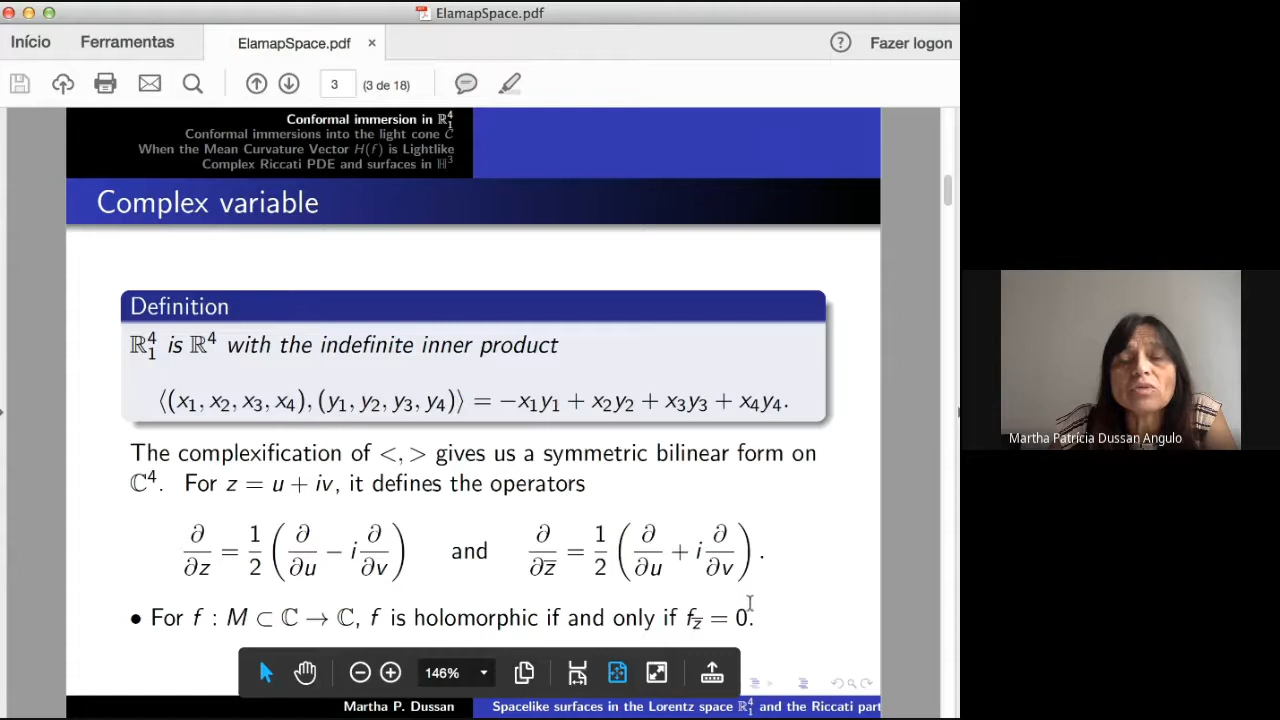 ElamapSpace.pdf
Início Ferramentas ElamapSpace.pdf × Fazer logon
3 (3 de 18)
Conformal immersion in ℝ⁴₁
Conformal immersions into the light cone C
When the Mean Curvature Vector H(f) is Lightlike
Complex Riccati PDE and surfaces in ℍ³
Complex variable
Definition
ℝ⁴₁ is ℝ⁴ with the indefinite inner product
⟨(x₁, x₂, x₃, x₄), (y₁, y₂, y₃, y₄)⟩ = −x₁y₁ + x₂y₂ + x₃y₃ + x₄y₄.
The complexification of <, > gives us a symmetric bilinear form on
ℂ⁴. For z = u + iv, it defines the operators
∂/∂z = 1/2 (∂/∂u − i ∂/∂v) and ∂/∂z̅ = 1/2 (∂/∂u + i ∂/∂v).
• For f : M ⊂ ℂ → ℂ, f is holomorphic if and only if f_z̅ = 0.
146%
Martha P. Dussan Spacelike surfaces in the Lorentz space ℝ⁴₁ and the Riccati part
Martha Patrícia Dussan Angulo